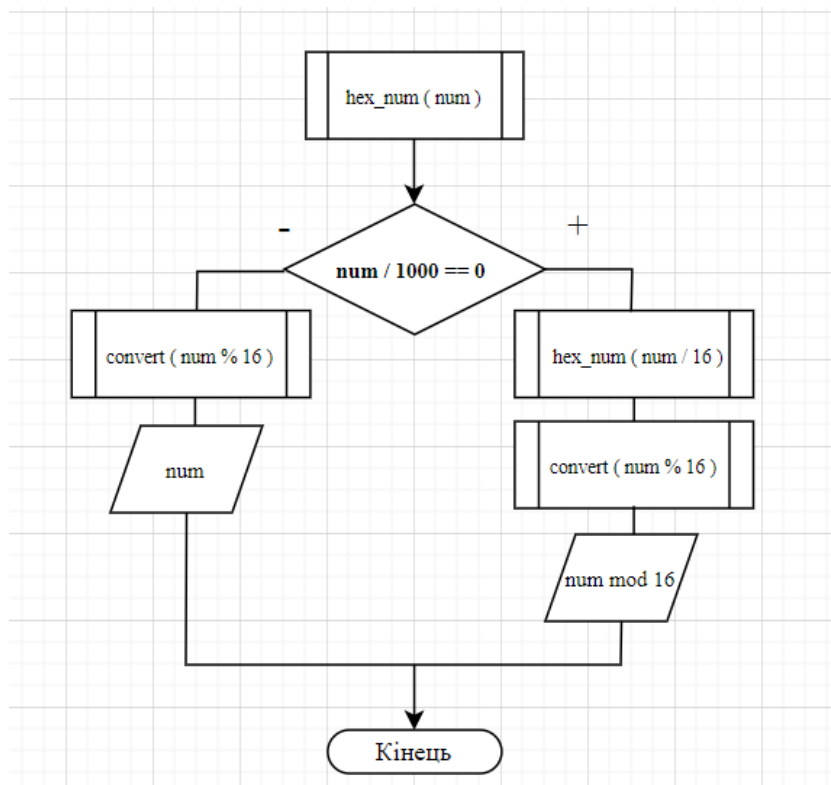 hex_num ( num )
-
+
num / 1000 == 0
convert ( num % 16 )
hex_num ( num / 16 )
num
convert ( num % 16 )
num mod 16
Кінець